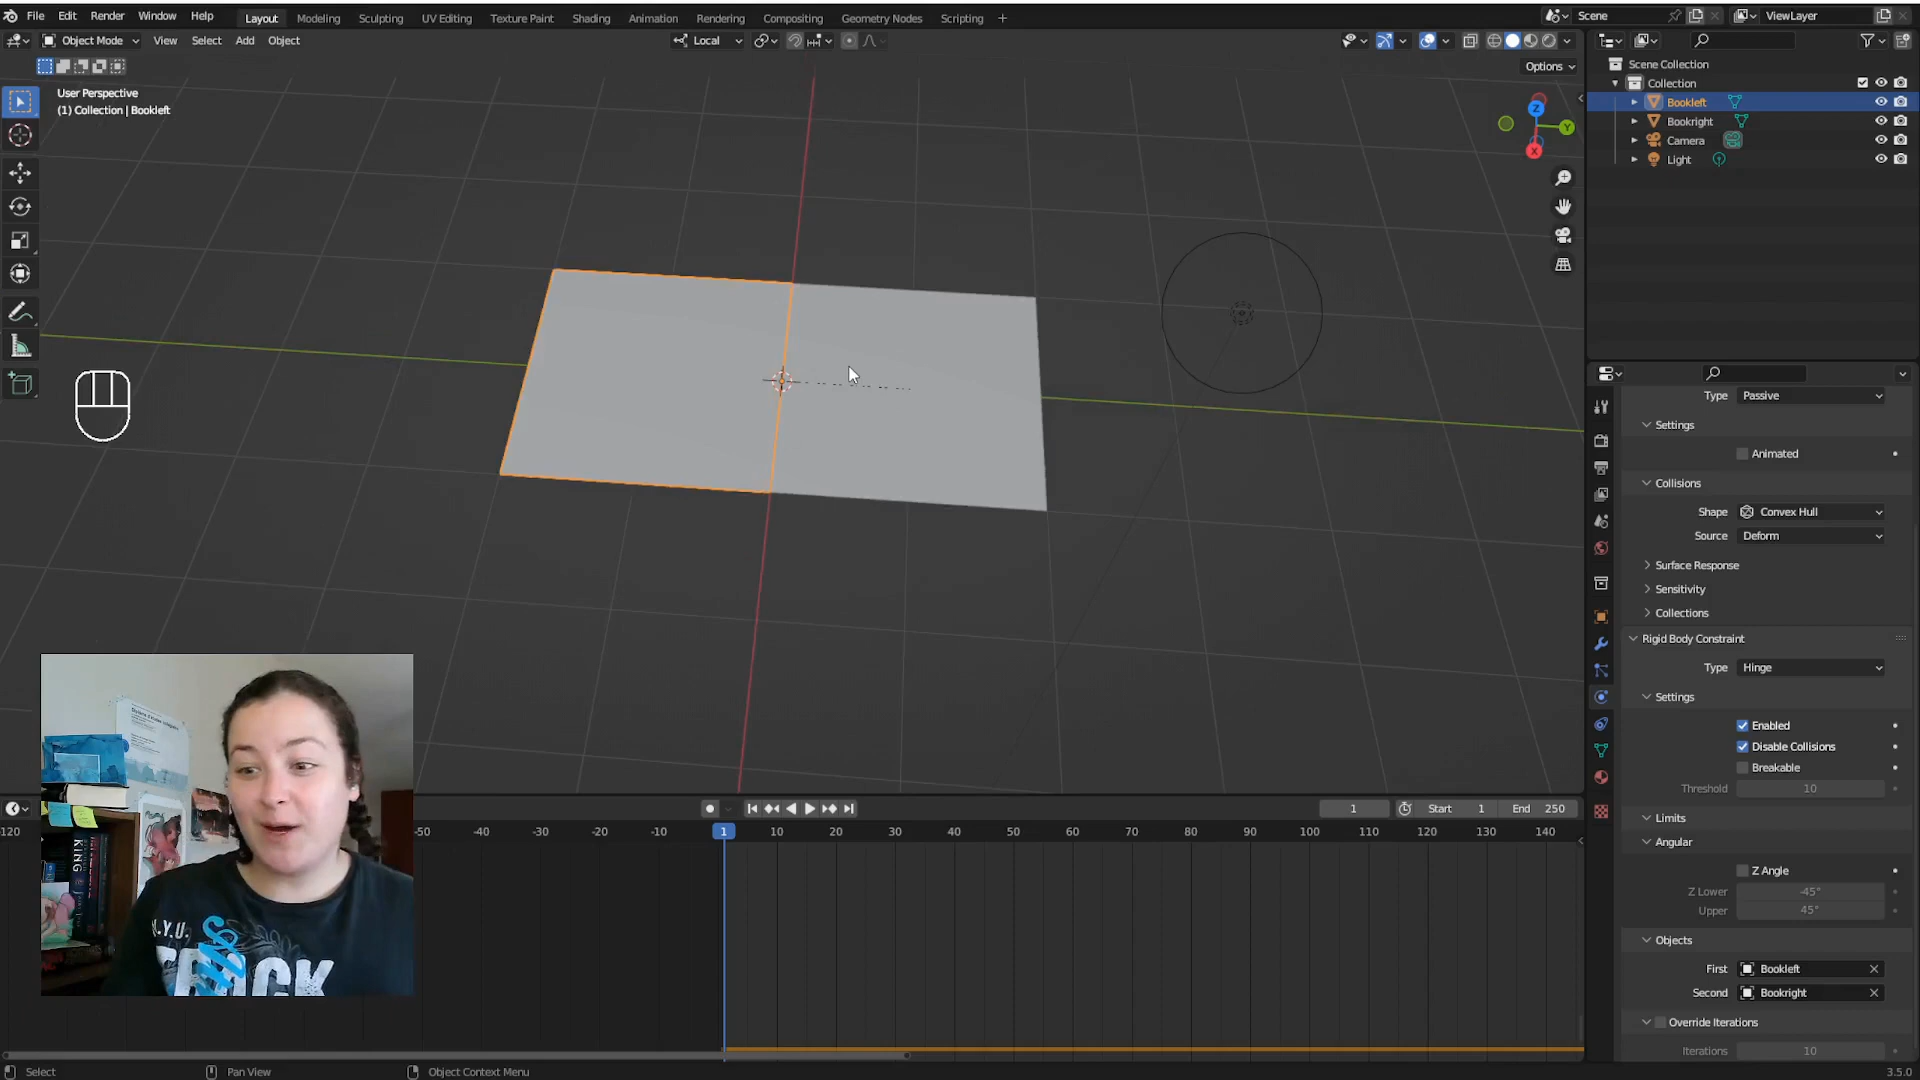 File Edit Render Window Help Layout Modeling Sculpting UV Editing Texture Paint Shading Animation Rendering Compositing Geometry Nodes Scripting + Scene ViewLayer
Object Mode View Select Add Object Local
Options
User Perspective
(1) Collection | Bookleft
Z
Y
X
Scene Collection
Collection
Bookleft
Bookright
Camera
Light
Type Passive
Settings
Animated
Collisions
Shape Convex Hull
Source Deform
Surface Response
Sensitivity
Collections
Rigid Body Constraint
Type Hinge
Settings
Enabled
Disable Collisions
Breakable
Threshold 10
Limits
Angular
Z Angle
Z Lower -45°
Upper 45°
Objects
First Bookleft
Second Bookright
Override Iterations
Iterations 10
1 Start 1 End 250
-120 -50 -40 -30 -20 -10 1 10 20 30 40 50 60 70 80 90 100 110 120 130 140
KING
N.Y.U.
Select Pan View Object Context Menu 3.5.0